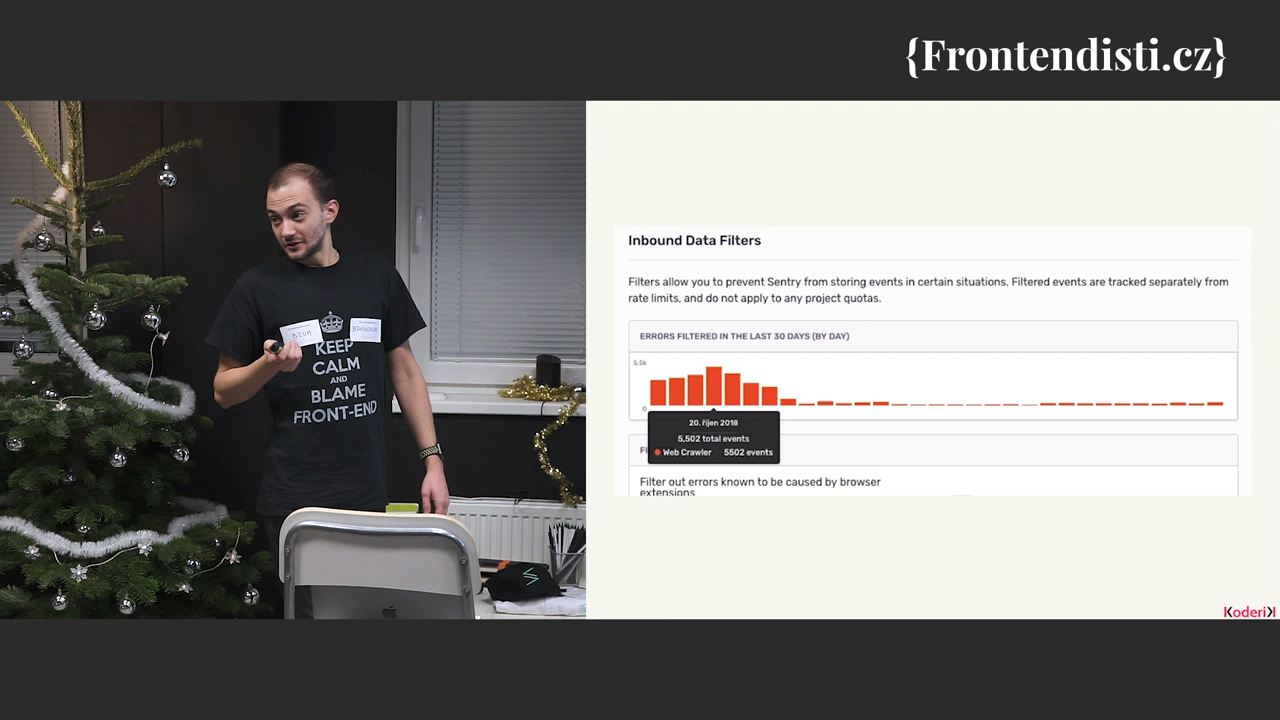 {Frontendisti.cz}
KEEP
CALM
AND
BLAME
FRONT-END
Inbound Data Filters
Filters allow you to prevent Sentry from storing events in certain situations. Filtered events are tracked separately from
rate limits, and do not apply to any project quotas.
ERRORS FILTERED IN THE LAST 30 DAYS (BY DAY)
5.5k
0
20. říjen 2018
5,502 total events
Web Crawler 5502 events
Filter out errors known to be caused by browser
extensions
KoderiK